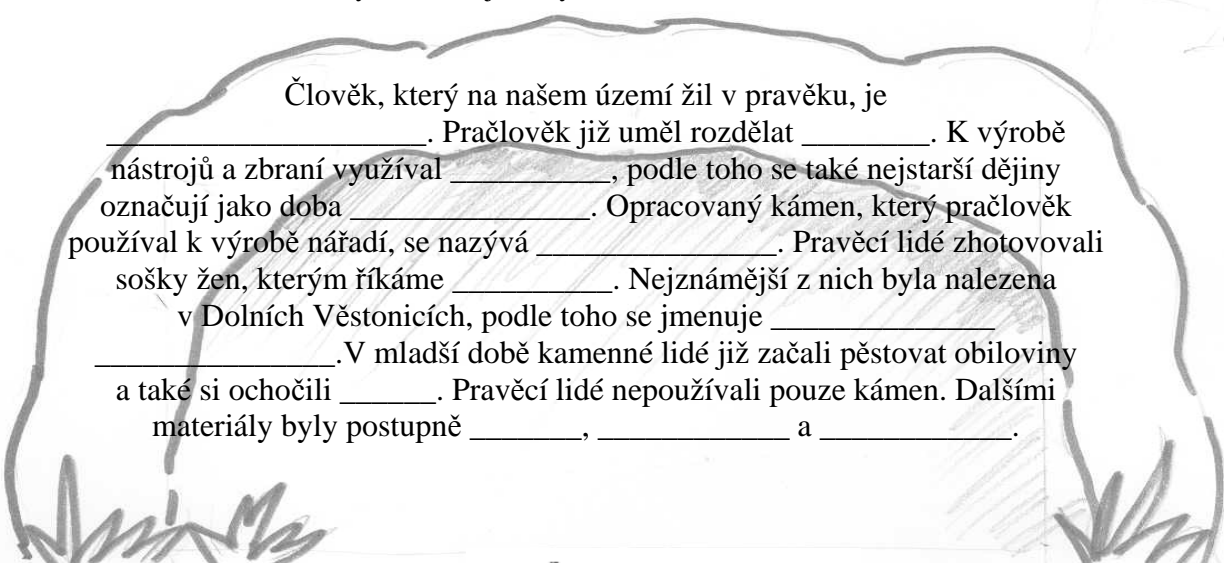 Člověk, který na našem území žil v pravěku, je
____________________. Pračlověk již uměl rozdělat ________. K výrobě
nástrojů a zbraní využíval __________, podle toho se také nejstarší dějiny
označují jako doba _______________. Opracovaný kámen, který pračlověk
používal k výrobě nářadí, se nazývá _______________. Pravěcí lidé zhotovovali
sošky žen, kterým říkáme __________. Nejznámější z nich byla nalezena
v Dolních Věstonicích, podle toho se jmenuje ______________
_______________.V mladší době kamenné lidé již začali pěstovat obiloviny
a také si ochočili ______. Pravěcí lidé nepoužívali pouze kámen. Dalšími
materiály byly postupně _______, ____________ a ____________.